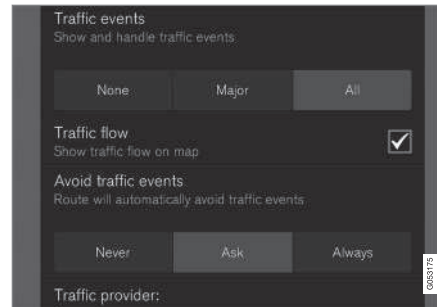 Traffic events
Show and handle traffic events
None Major All
Traffic flow
Show traffic flow on map
Avoid traffic events
Route will automatically avoid traffic events
Never Ask Always
Traffic provider:
G053175